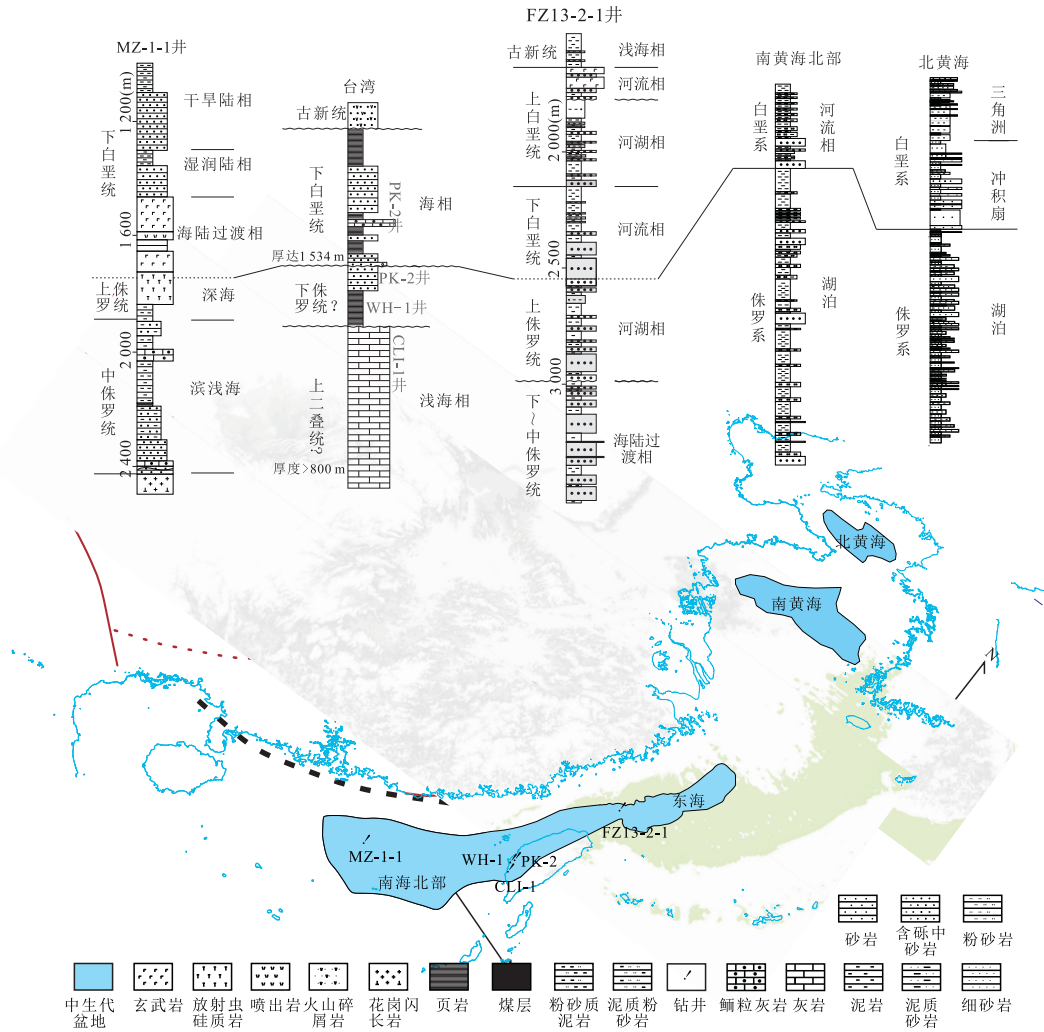 MZ-1-1井
1 200(m)
1 600
2 000
2 400
下白垩统
上侏罗统
中侏罗统
干旱陆相
湿润陆相
海陆过渡相
深海
滨浅海
台湾
古新统
下白垩统
厚达1 534 m
下侏罗统?
上二叠统?
厚度>800 m
PK-2井
PK-2井
WH-1井
CLI-1井
海相
浅海相
FZ13-2-1井
古新统
上白垩统
下白垩统
上侏罗统
下~中侏罗统
2 000(m)
2 500
3 000
浅海相
河流相
河湖相
河流相
河湖相
海陆过渡相
南黄海北部
白垩系
侏罗系
河流相
湖泊
北黄海
白垩系
侏罗系
三角洲
冲积扇
湖泊
北黄海
南黄海
N
东海
FZ13-2-1
MZ-1-1
WH-1
PK-2
CLI-1
南海北部
砂岩
含砾中砂岩
粉砂岩
中生代盆地
玄武岩
放射虫硅质岩
喷出岩
火山碎屑岩
花岗闪长岩
页岩
煤层
粉砂质泥岩
泥质粉砂岩
钻井
鲕粒灰岩
灰岩
泥岩
泥质砂岩
细砂岩